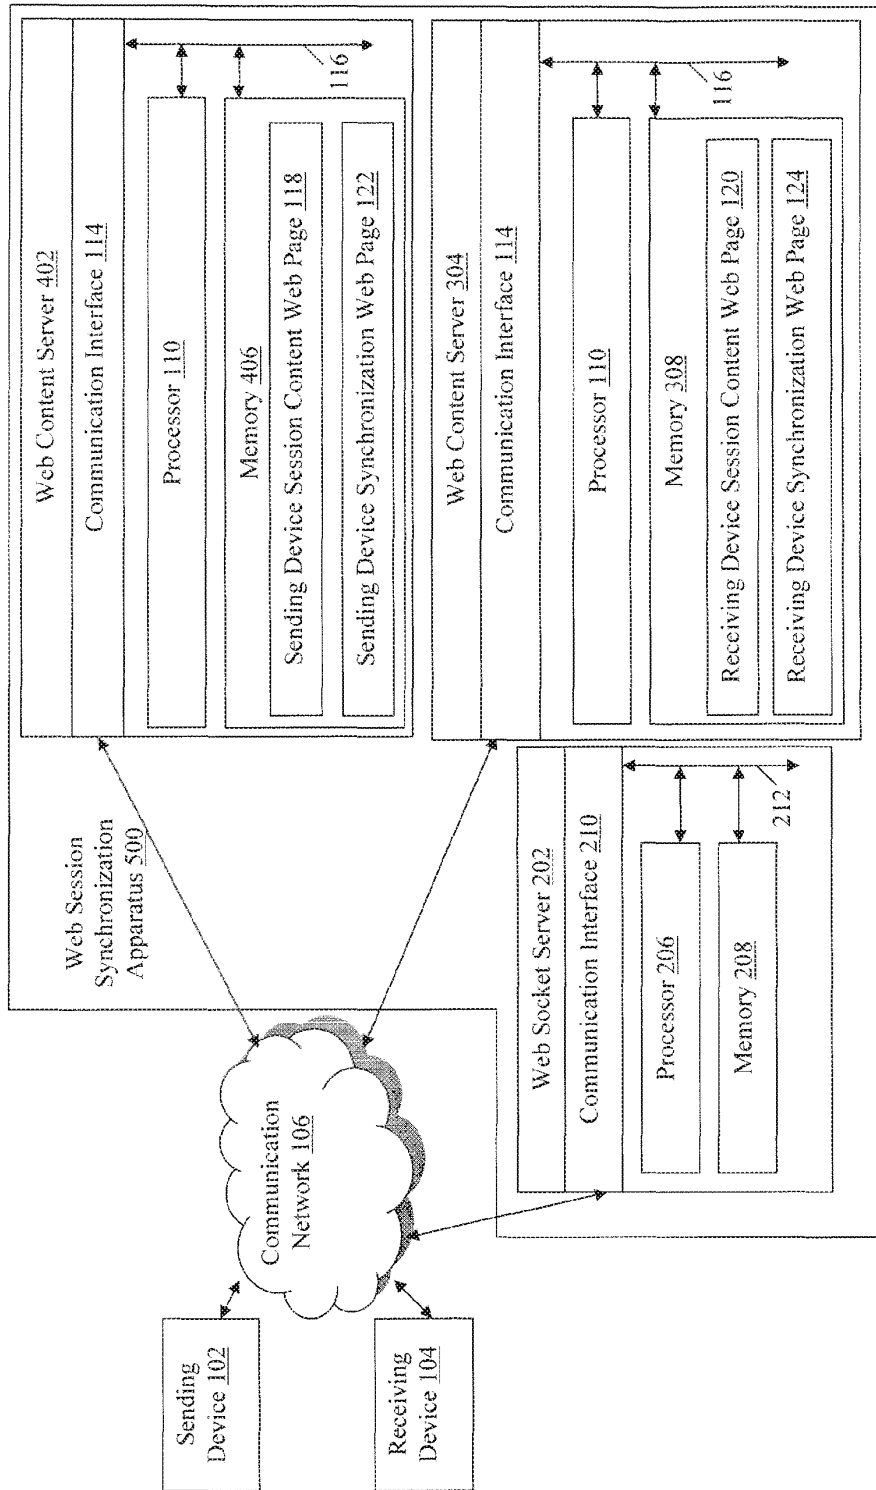 Sending
Device 102
Receiving
Device 104
Communication
Network 106
Web Session
Synchronization
Apparatus 500
Web Content Server 402
Communication Interface 114
Processor 110
Memory 406
Sending Device Session Content Web Page 118
Sending Device Synchronization Web Page 122
116
Web Socket Server 202
Communication Interface 210
Processor 206
Memory 208
212
Web Content Server 304
Communication Interface 114
Processor 110
Memory 308
Receiving Device Session Content Web Page 120
Receiving Device Synchronization Web Page 124
116